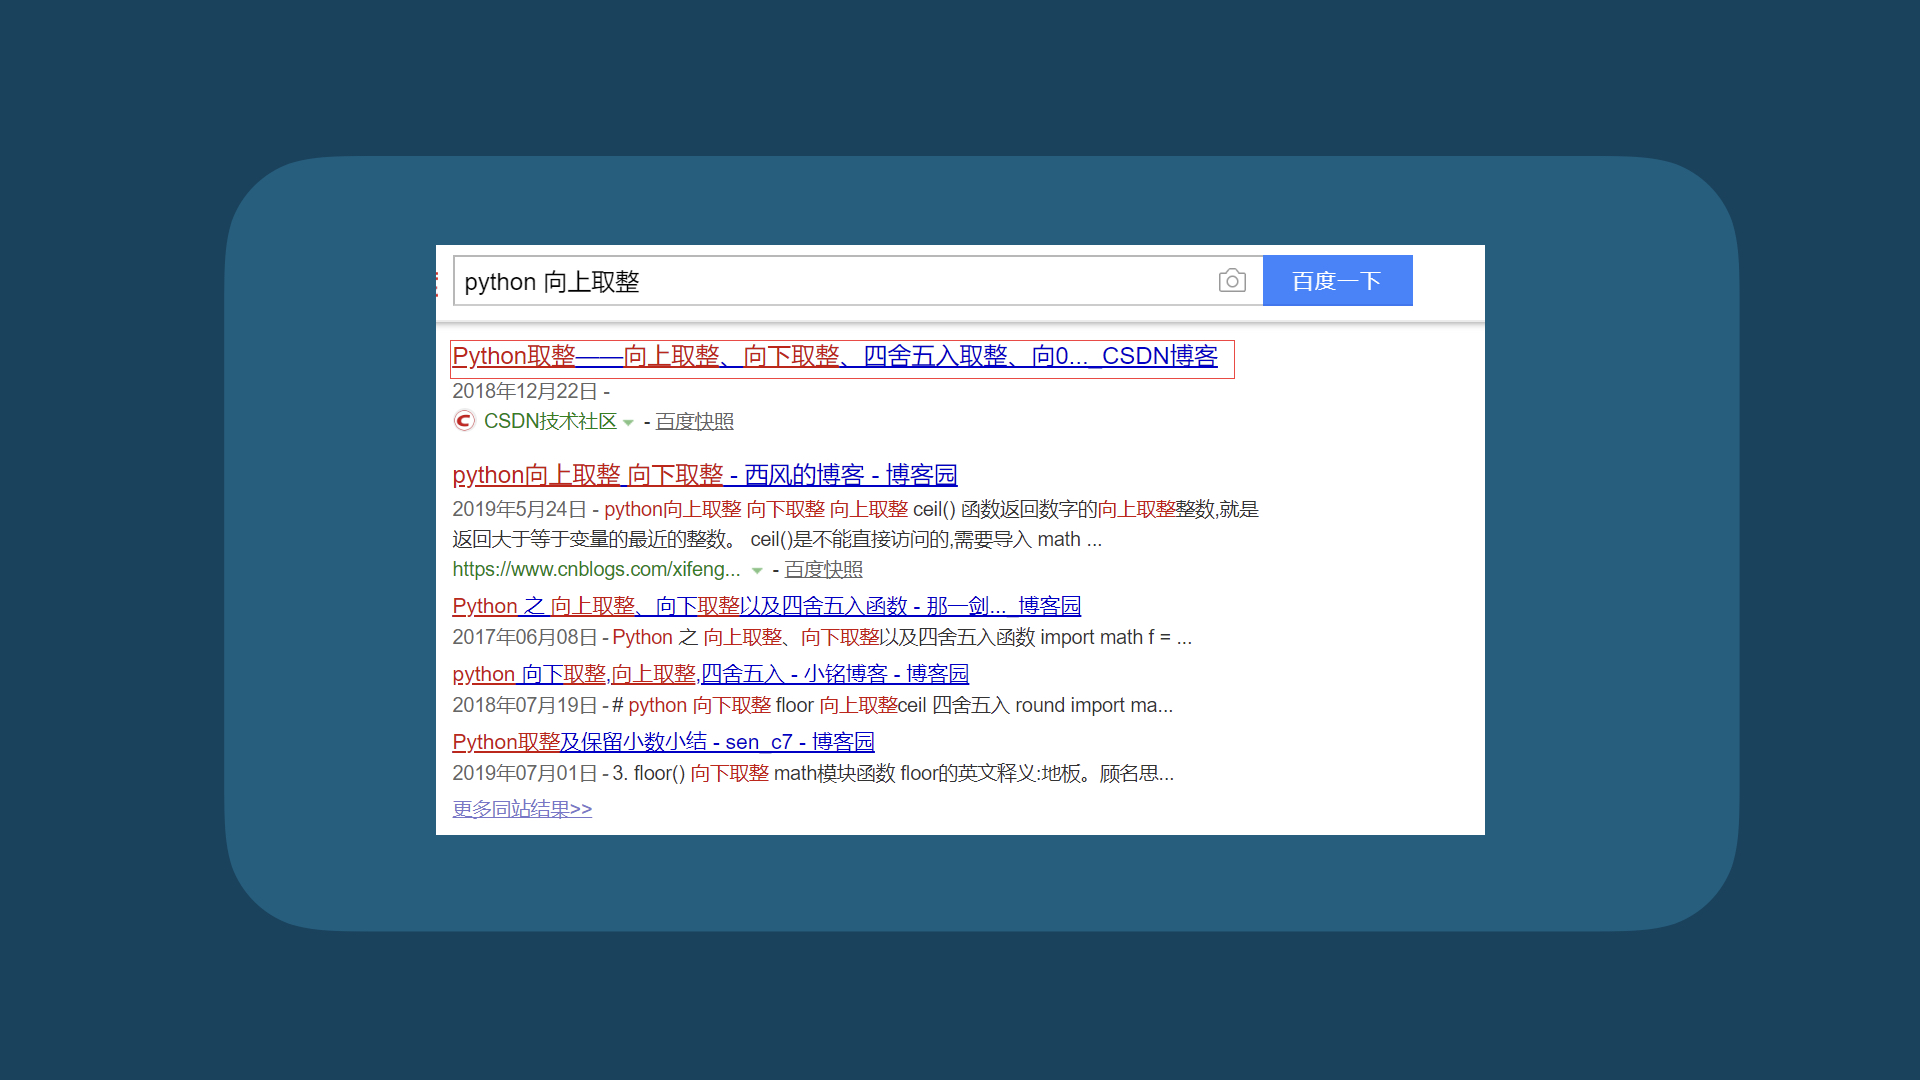 python 向上取整
百度一下
Python取整——向上取整、向下取整、四舍五入取整、向0..._CSDN博客
2018年12月22日 -
CSDN技术社区 - 百度快照
python向上取整 向下取整 - 西风的博客 - 博客园
2019年5月24日 - python向上取整 向下取整 向上取整 ceil() 函数返回数字的向上取整整数,就是
返回大于等于变量的最近的整数。 ceil()是不能直接访问的,需要导入 math ...
https://www.cnblogs.com/xifeng... - 百度快照
Python 之 向上取整、向下取整以及四舍五入函数 - 那一剑..._博客园
2017年06月08日 - Python 之 向上取整、向下取整以及四舍五入函数 import math f = ...
python 向下取整,向上取整,四舍五入 - 小铭博客 - 博客园
2018年07月19日 - # python 向下取整 floor 向上取整ceil 四舍五入 round import ma...
Python取整及保留小数小结 - sen_c7 - 博客园
2019年07月01日 - 3. floor() 向下取整 math模块函数 floor的英文释义:地板。顾名思...
更多同站结果>>